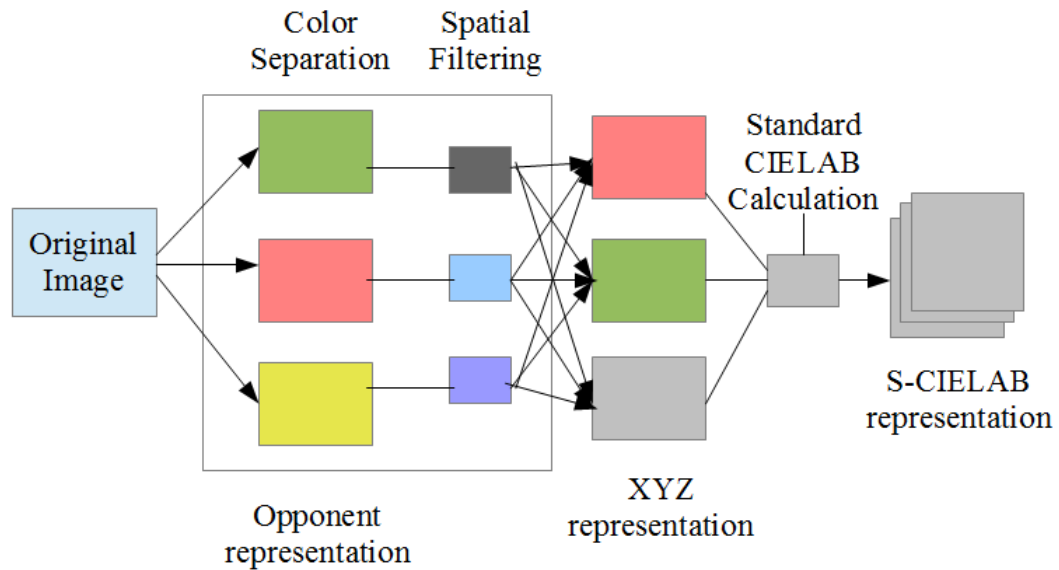 Color
Separation
Spatial
Filtering
Original
Image
Standard
CIELAB
Calculation
S-CIELAB
representation
XYZ
representation
Opponent
representation